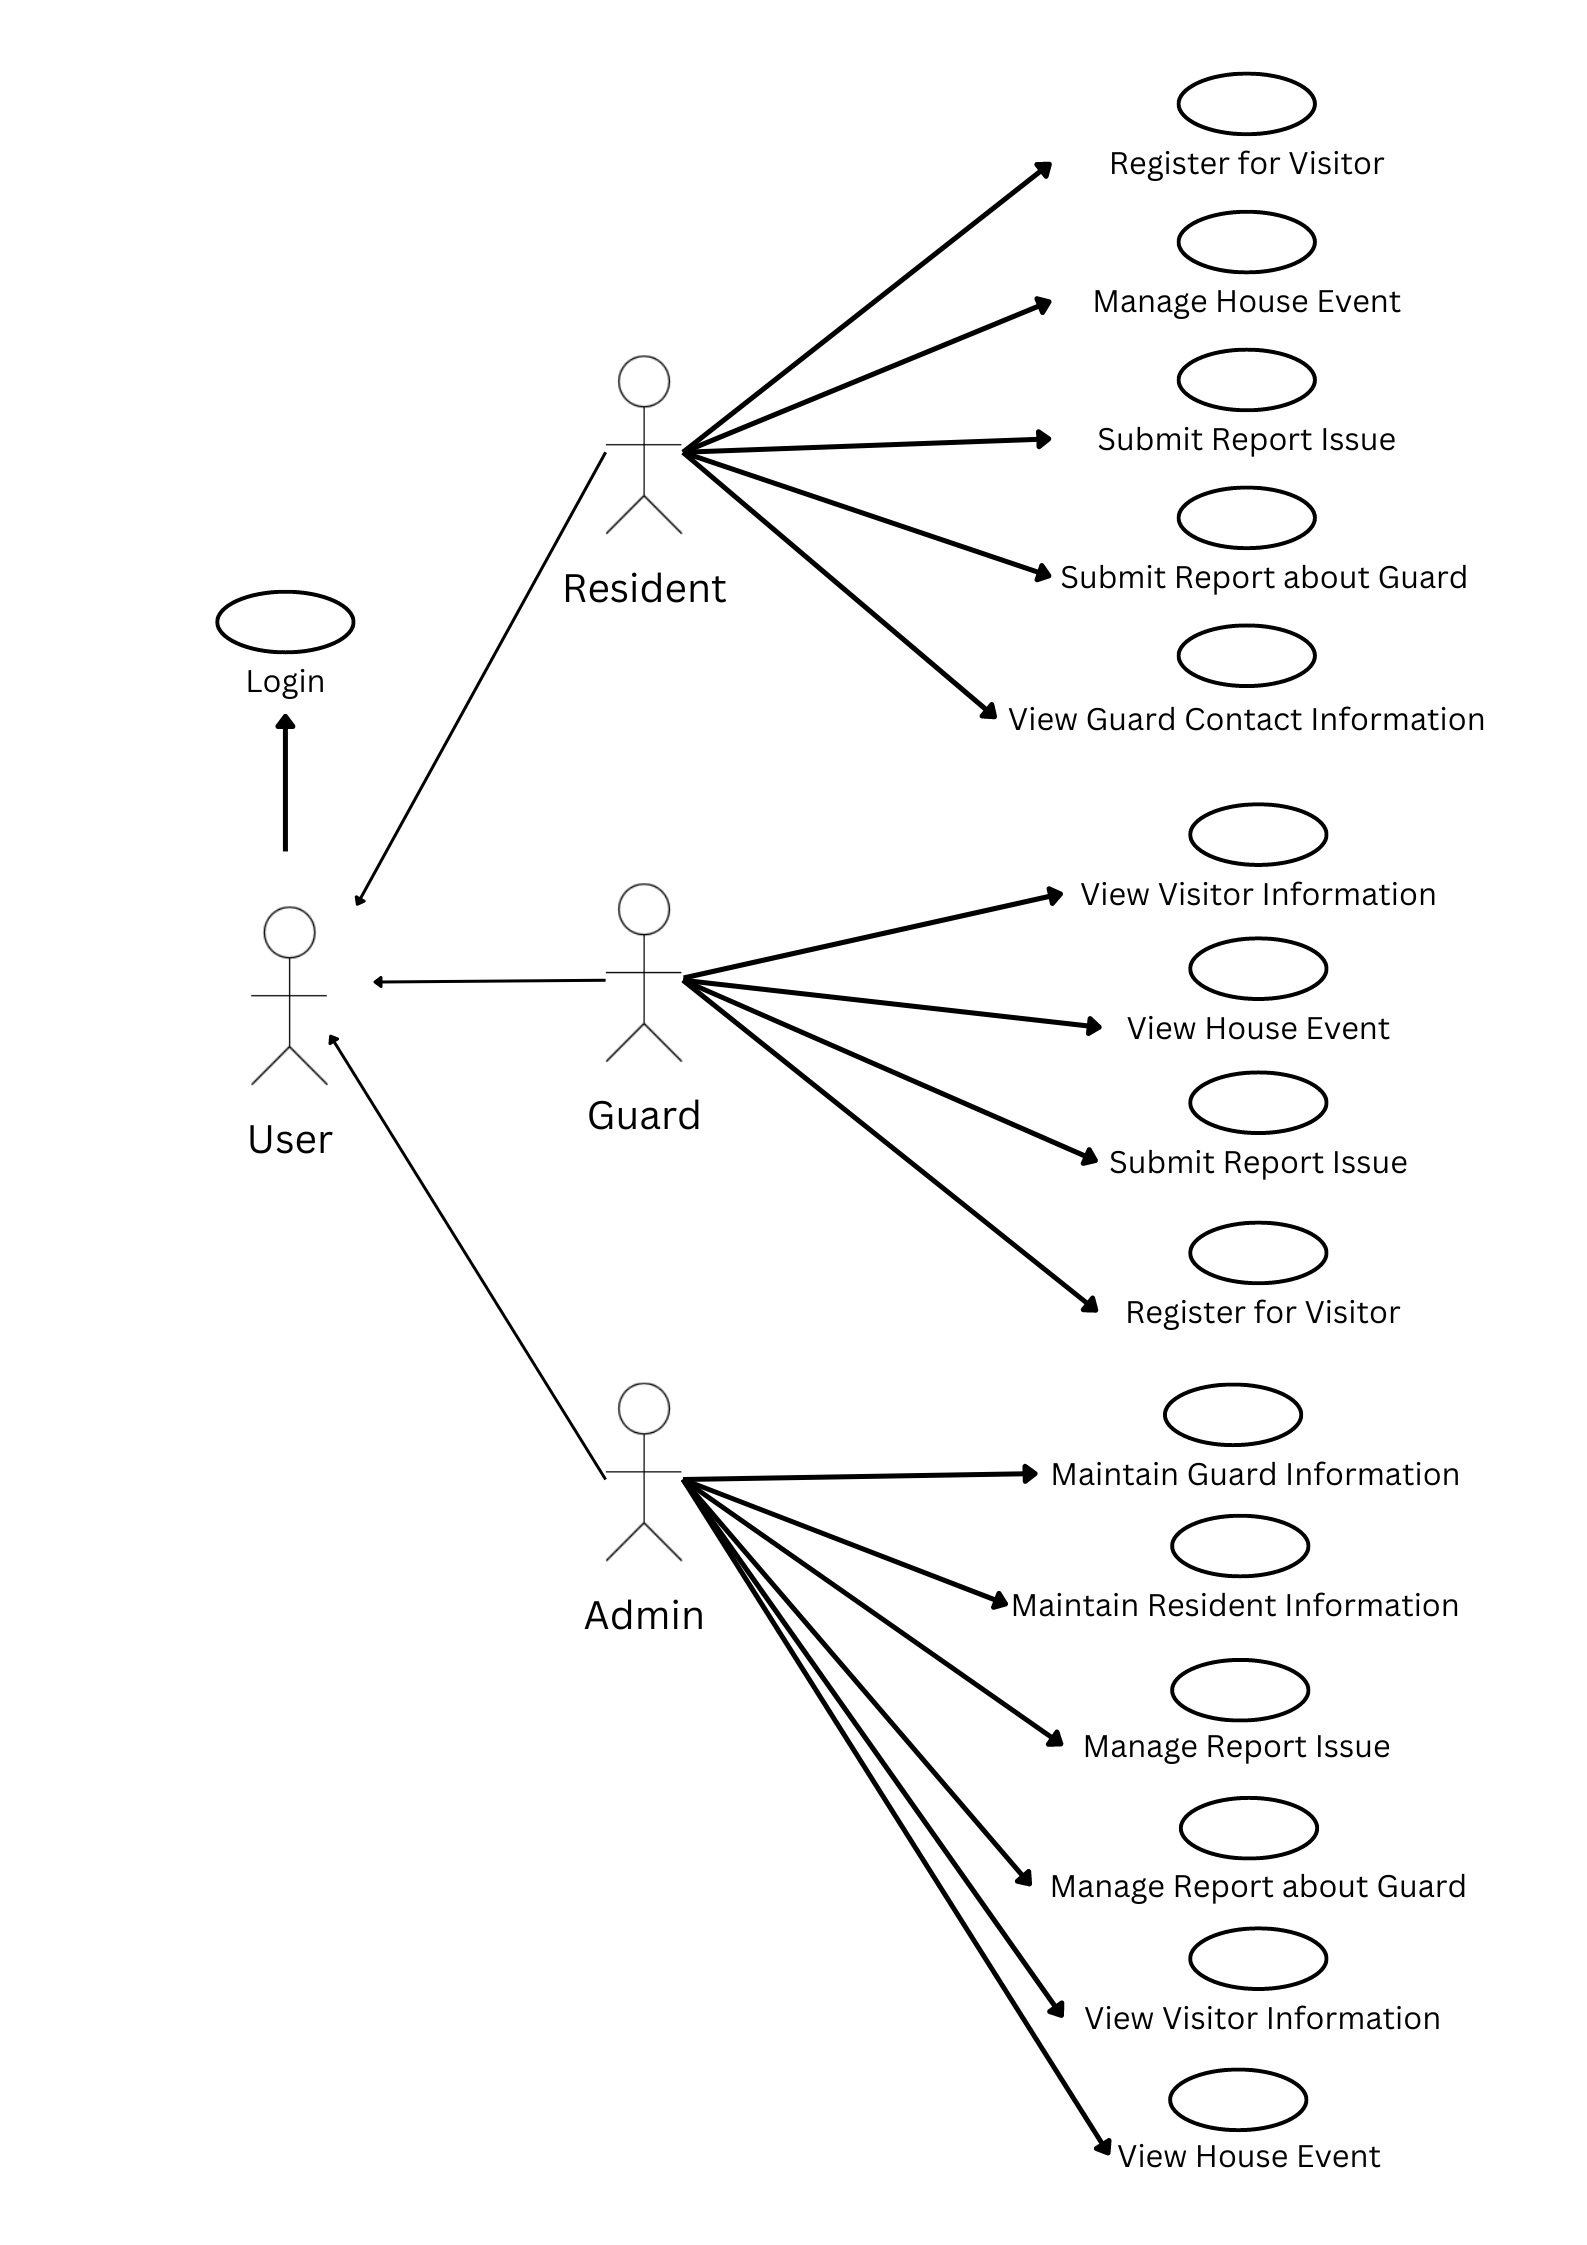 Register for Visitor
Manage House Event
Submit Report Issue
Submit Report about Guard
View Guard Contact Information
Resident
Login
View Visitor Information
View House Event
Submit Report Issue
Register for Visitor
Guard
User
Maintain Guard Information
Maintain Resident Information
Manage Report Issue
Manage Report about Guard
View Visitor Information
View House Event
Admin